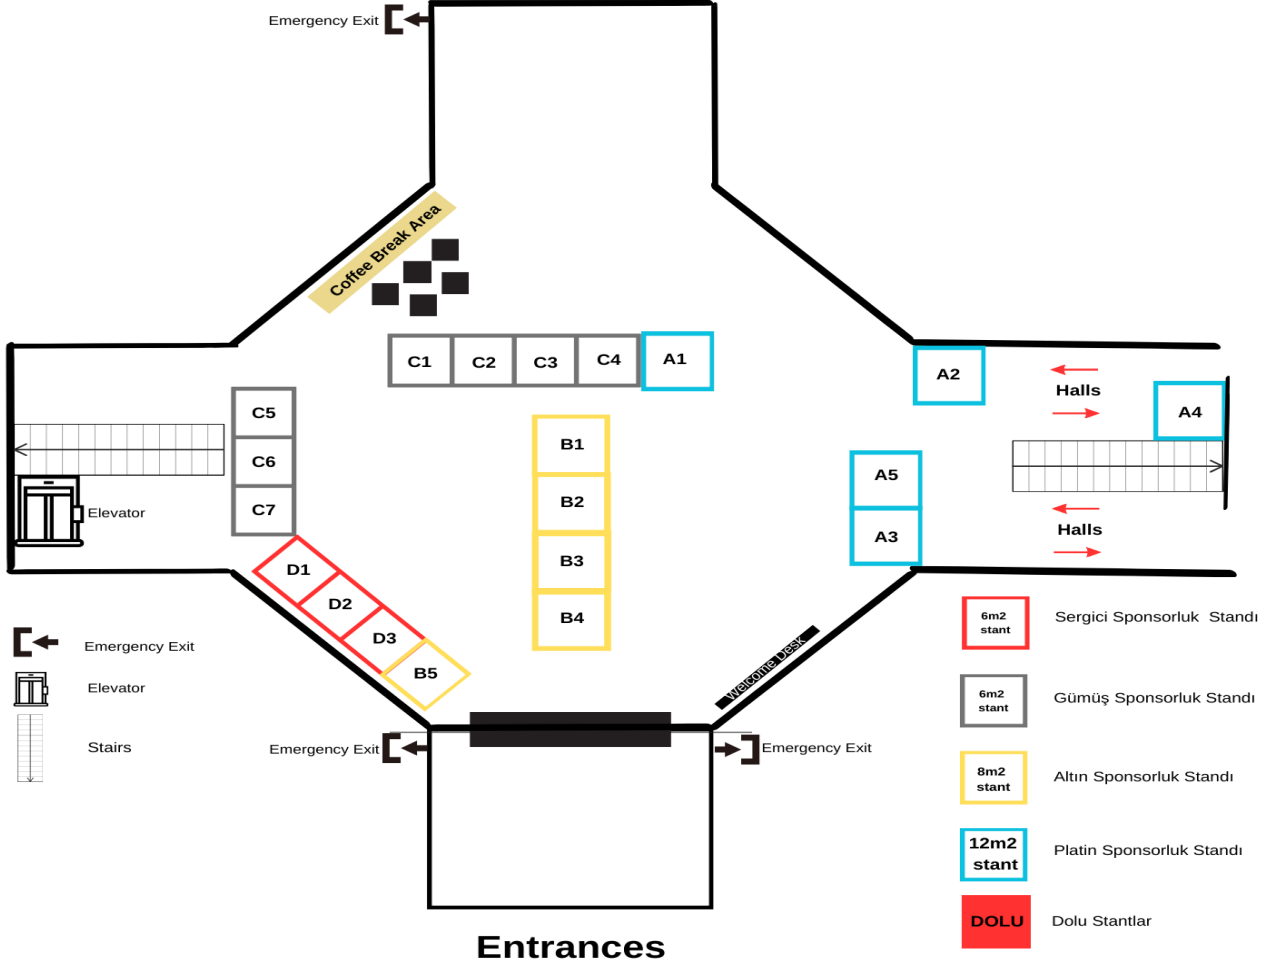 Emergency Exit
Coffee Break Area
C1
C2
C3
C4
A1
A2
Halls
A4
C5
C6
C7
B1
B2
B3
B4
A5
A3
Elevator
Halls
D1
D2
D3
B5
Welcome Desk
Emergency Exit
Elevator
Stairs
Emergency Exit
Emergency Exit
6m2
stant
Sergici Sponsorluk Standı
6m2
stant
Gümüş Sponsorluk Standı
8m2
stant
Altın Sponsorluk Standı
12m2
stant
Platin Sponsorluk Standı
DOLU
Dolu Stantlar
Entrances